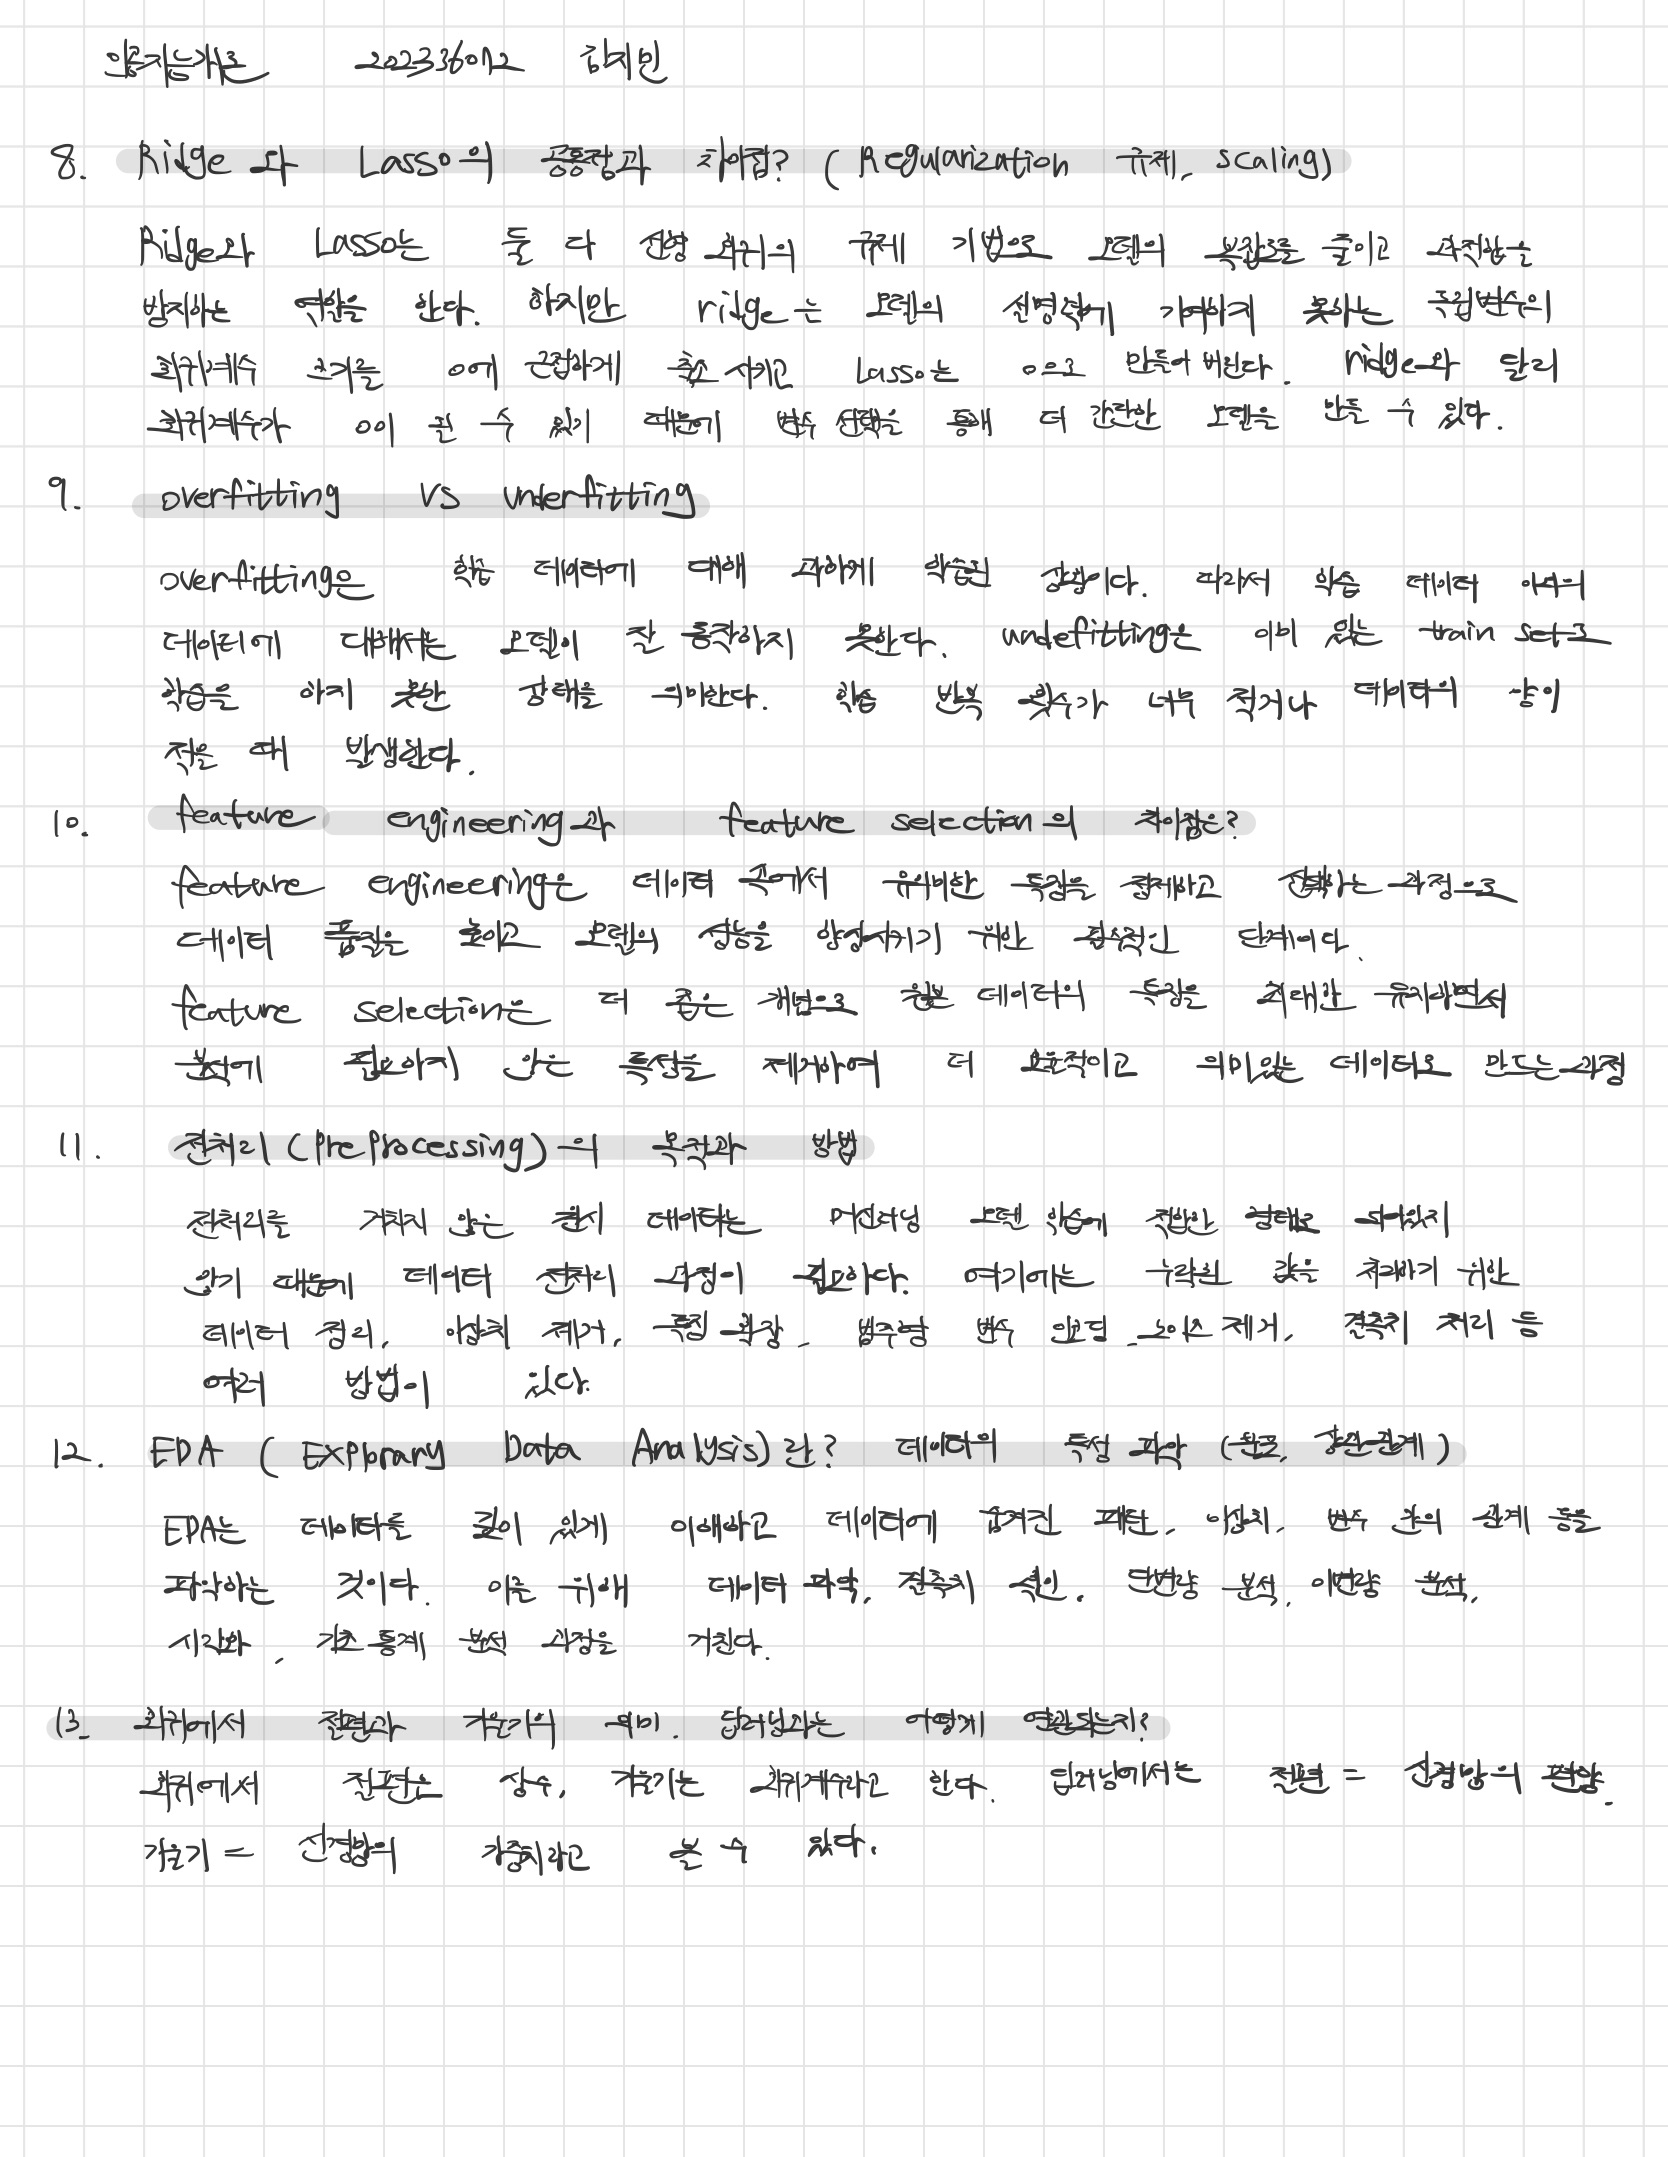 202336072 김지민
8. Ridge 와 Lasso의 공통점과 차이점? (Regularization 규제, scaling)
Ridge와 Lasso는 둘 다 선형 회귀의 규제 기법으로 모델의 복잡도를 줄이고 과적합을
방지하는 역할을 한다. 하지만 ridge는 모델의 설명력에 기여하지 못하는 독립변수의
회귀계수 크기를 0에 근접하게 축소 시키고 Lasso는 0으로 만들어 버린다. ridge와 달리
회귀계수가 0이 될 수 있기 때문에 변수 선택을 통해 더 간단한 모델을 만들 수 있다.
9. overfitting VS underfitting
overfitting은 학습 데이터에 대해 과하게 학습된 상황이다. 따라서 학습 데이터 이외의
데이터에 대해서는 모델이 잘 동작하지 못한다. undefitting은 이미 있는 train set로
학습을 하지 못한 상태를 의미한다. 학습 반복 횟수가 너무 적거나 데이터의 양이
적을 때 발생한다.
10. feature engineering과 feature selection의 차이점은?
feature engineering은 데이터 속에서 유의미한 특징을 정제하고 선택하는 과정으로
데이터 품질을 높이고 모델의 성능을 향상시키기 위한 필수적인 단계이다.
feature selection은 더 좁은 개념으로 원본 데이터의 특징을 최대한 유지하면서
분석에 필요하지 않은 특성을 제거하여 더 효율적이고 의미있는 데이터로 만드는 과정
11. 전처리 (PreProcessing)의 목적과 방법
전처리를 거치지 않은 원시 데이터는 머신러닝 모델 학습에 적합한 형태로 되어있지
않기 때문에 데이터 전처리 과정이 필요하다. 여기에는 누락된 값을 처리하기 위한
데이터 정리, 이상치 제거, 특징 확장, 범주형 변수 인코딩, 노이즈 제거, 결측치 처리 등
여러 방법이 있다.
12. EDA ( Explorary Data Analysis)란? 데이터의 특성 파악 (분포, 상관관계)
EDA는 데이터를 깊이 있게 이해하고 데이터에 숨겨진 패턴, 이상치, 변수 간의 관계 등을
파악하는 것이다. 이를 위해 데이터 파악, 결측치 확인, 단변량 분석, 이변량 분석,
시각화, 기초 통계 분석 과정을 거친다.
13. 회귀에서 절편과 기울기의 의미. 딥러닝과는 어떻게 연관되는지?
회귀에서 절편은 상수, 기울기는 회귀계수라고 한다. 딥러닝에서는 절편 = 신경망의 편향,
기울기 = 신경망의 가중치라고 볼 수 있다.